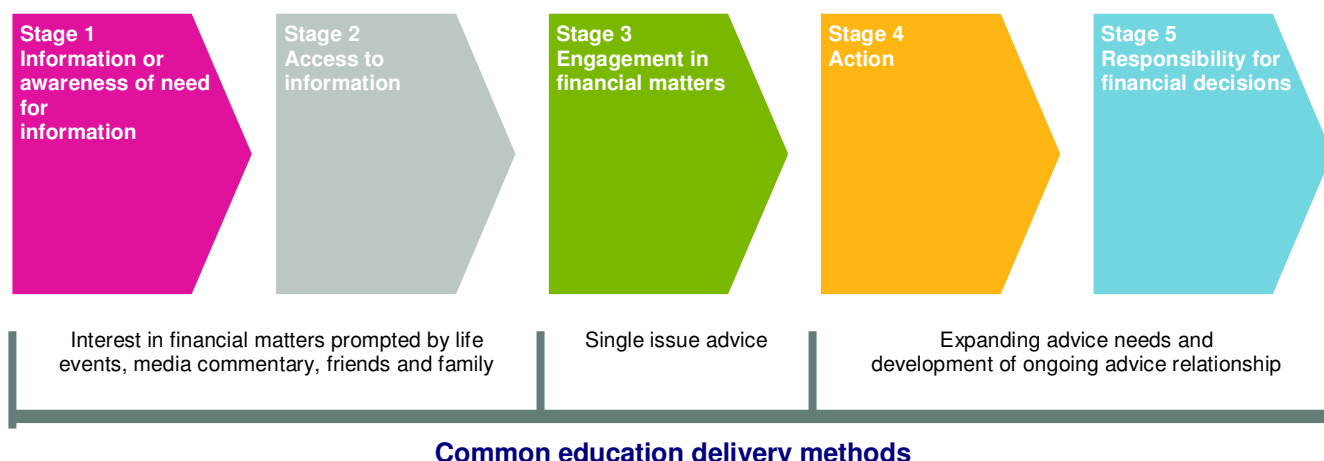 Stage 1
Information or
awareness of need
for
information
Stage 2
Access to
information
Stage 3
Engagement in
financial matters
Stage 4
Action
Stage 5
Responsibility for
financial decisions
Interest in financial matters prompted by life
events, media commentary, friends and family
Single issue advice
Expanding advice needs and
development of ongoing advice relationship
Common education delivery methods